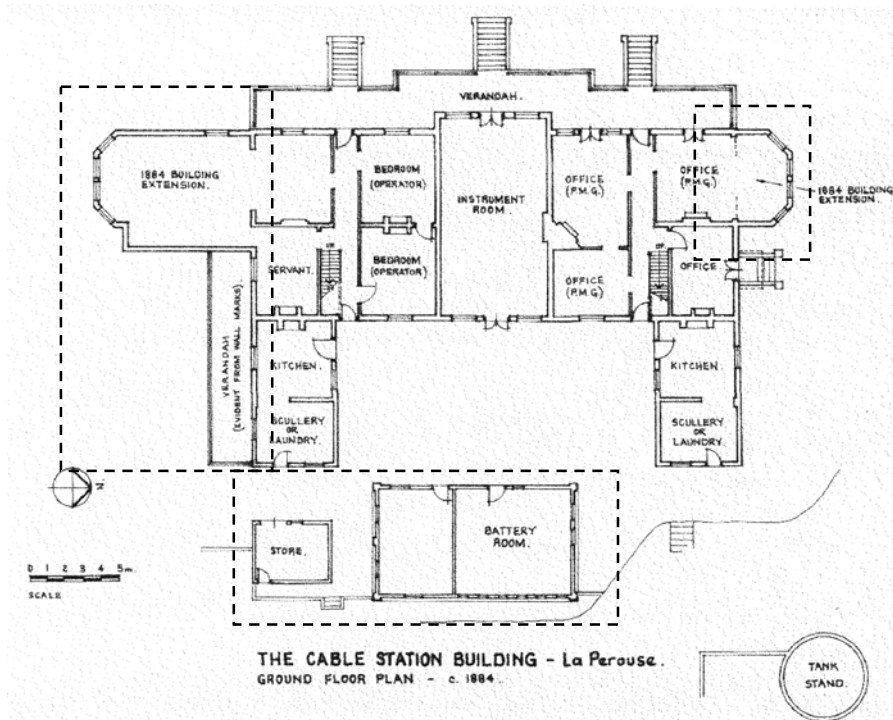 VERANDAH.
1884 BUILDING
EXTENSION.
BEDROOM
(OPERATOR)
INSTRUMENT
ROOM.
OFFICE
(P.M.G.)
OFFICE
(P.M.G.)
1884 BUILDING
EXTENSION.
SERVANT.
UP
BEDROOM
(OPERATOR).
OFFICE
(P.M.G.)
UP
OFFICE
VERANDAH
(EVIDENT FROM WALL MARKS).
KITCHEN.
KITCHEN.
SCULLERY
OR
LAUNDRY.
SCULLERY
OR
LAUNDRY.
N.
STORE.
BATTERY
ROOM.
0 1 2 3 4 5m.
SCALE
THE CABLE STATION BUILDING - La Perouse.
GROUND FLOOR PLAN - c. 1884.
TANK
STAND.